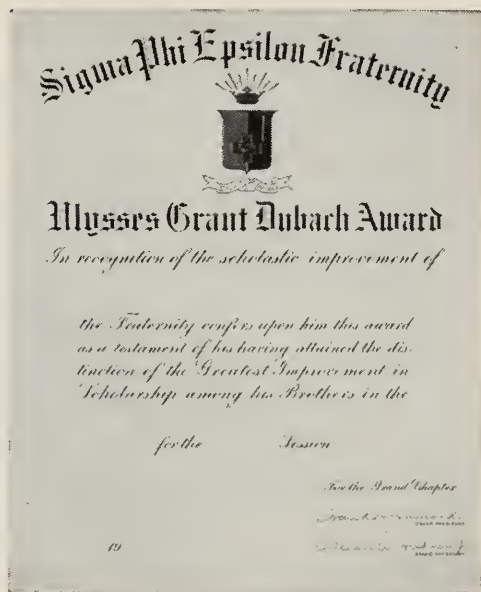 Sigma Phi Epsilon Fraternity
Ulysses Grant Dubach Award
In recognition of the scholastic improvement of
the Fraternity confers upon him this award
as a testament of his having attained the dis-
tinction of the Greatest Improvement in
Scholarship among his Brothers in the
for the Session
For the Grand Chapter
19